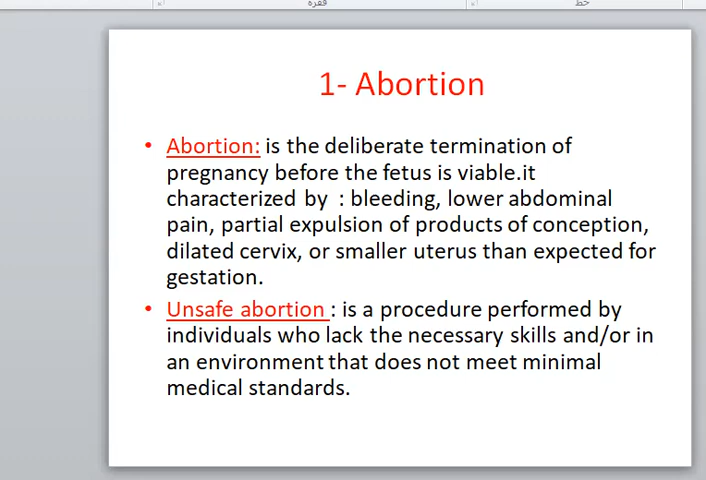 فقرة
خط
1- Abortion
• Abortion: is the deliberate termination of
pregnancy before the fetus is viable.it
characterized by : bleeding, lower abdominal
pain, partial expulsion of products of conception,
dilated cervix, or smaller uterus than expected for
gestation.
• Unsafe abortion : is a procedure performed by
individuals who lack the necessary skills and/or in
an environment that does not meet minimal
medical standards.